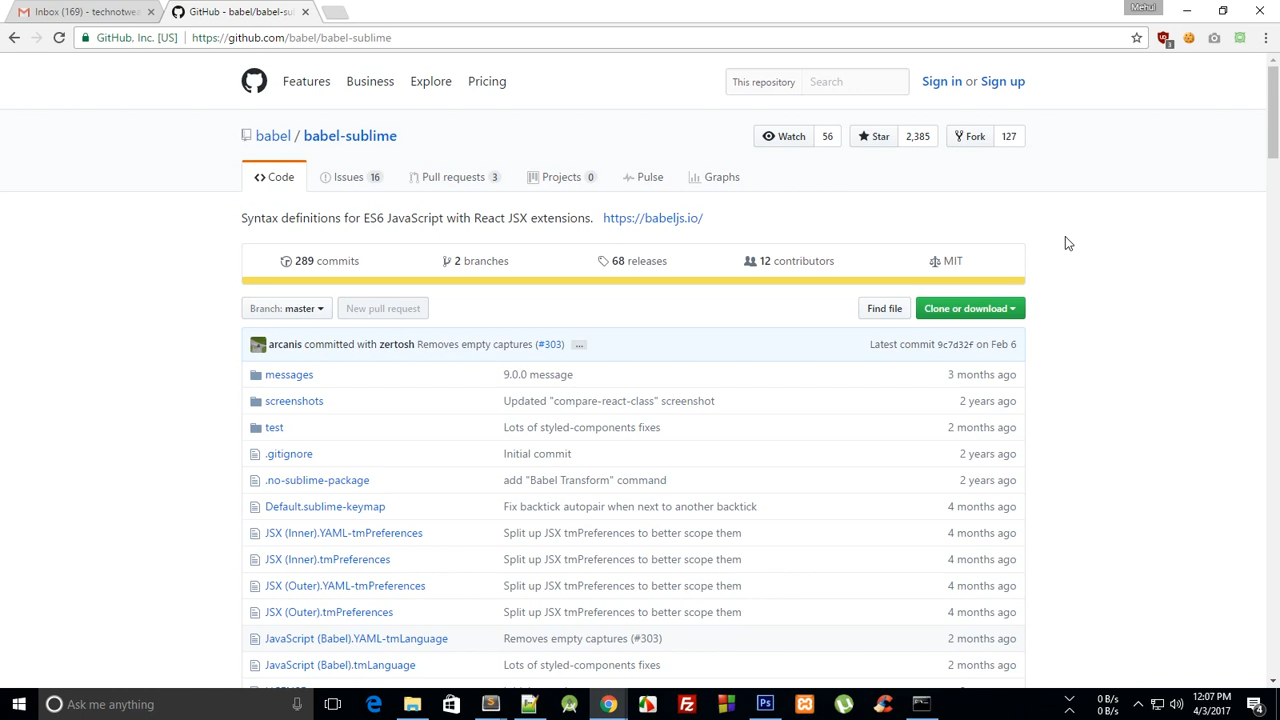 Inbox (169) - technotwea
GitHub - babel/babel-sub
Mehul
GitHub, Inc. [US]
https://github.com/babel/babel-sublime
Features Business Explore Pricing
This repository Search
Sign in or Sign up
babel / babel-sublime
Watch 56 Star 2,385 Fork 127
Code Issues 16 Pull requests 3 Projects 0 Pulse Graphs
Syntax definitions for ES6 JavaScript with React JSX extensions. https://babeljs.io/
289 commits 2 branches 68 releases 12 contributors MIT
Branch: master New pull request Find file Clone or download
arcanis committed with zertosh Removes empty captures (#303) … Latest commit 9c7d32f on Feb 6
messages 9.0.0 message 3 months ago
screenshots Updated "compare-react-class" screenshot 2 years ago
test Lots of styled-components fixes 2 months ago
.gitignore Initial commit 2 years ago
.no-sublime-package add "Babel Transform" command 2 years ago
Default.sublime-keymap Fix backtick autopair when next to another backtick 4 months ago
JSX (Inner).YAML-tmPreferences Split up JSX tmPreferences to better scope them 4 months ago
JSX (Inner).tmPreferences Split up JSX tmPreferences to better scope them 4 months ago
JSX (Outer).YAML-tmPreferences Split up JSX tmPreferences to better scope them 4 months ago
JSX (Outer).tmPreferences Split up JSX tmPreferences to better scope them 4 months ago
JavaScript (Babel).YAML-tmLanguage Removes empty captures (#303) 2 months ago
JavaScript (Babel).tmLanguage Lots of styled-components fixes 2 months ago
Ask me anything
0 B/s
0 B/s
12:07 PM
4/3/2017